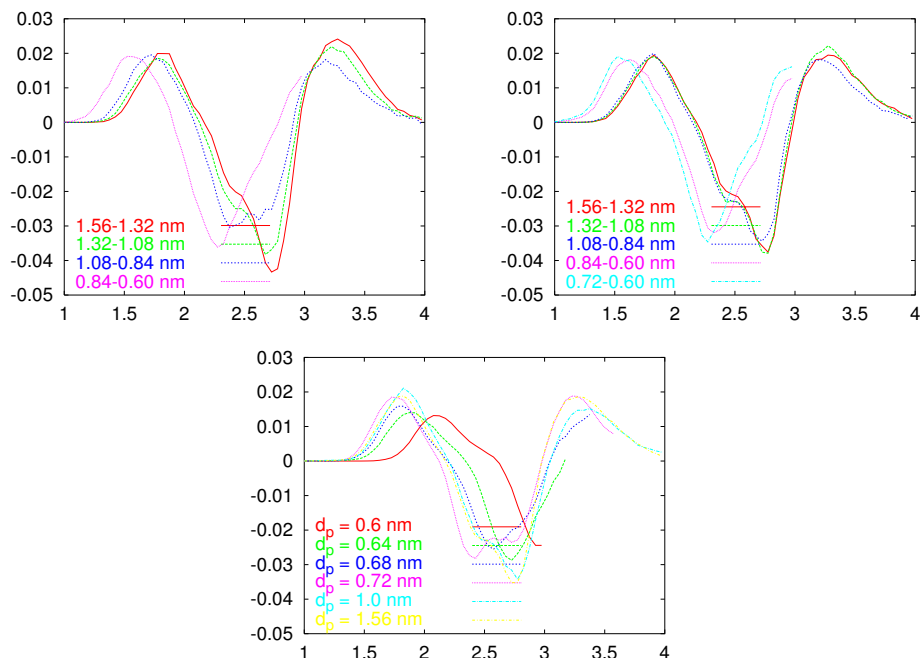 0.03
0.02
0.01
0
-0.01
-0.02
-0.03
-0.04
-0.05
1 1.5 2 2.5 3 3.5 4
1.56-1.32 nm
1.32-1.08 nm
1.08-0.84 nm
0.84-0.60 nm
0.03
0.02
0.01
0
-0.01
-0.02
-0.03
-0.04
-0.05
1 1.5 2 2.5 3 3.5 4
1.56-1.32 nm
1.32-1.08 nm
1.08-0.84 nm
0.84-0.60 nm
0.72-0.60 nm
0.03
0.02
0.01
0
-0.01
-0.02
-0.03
-0.04
-0.05
1 1.5 2 2.5 3 3.5 4
dp = 0.6 nm
dp = 0.64 nm
dp = 0.68 nm
dp = 0.72 nm
dp = 1.0 nm
dp = 1.56 nm